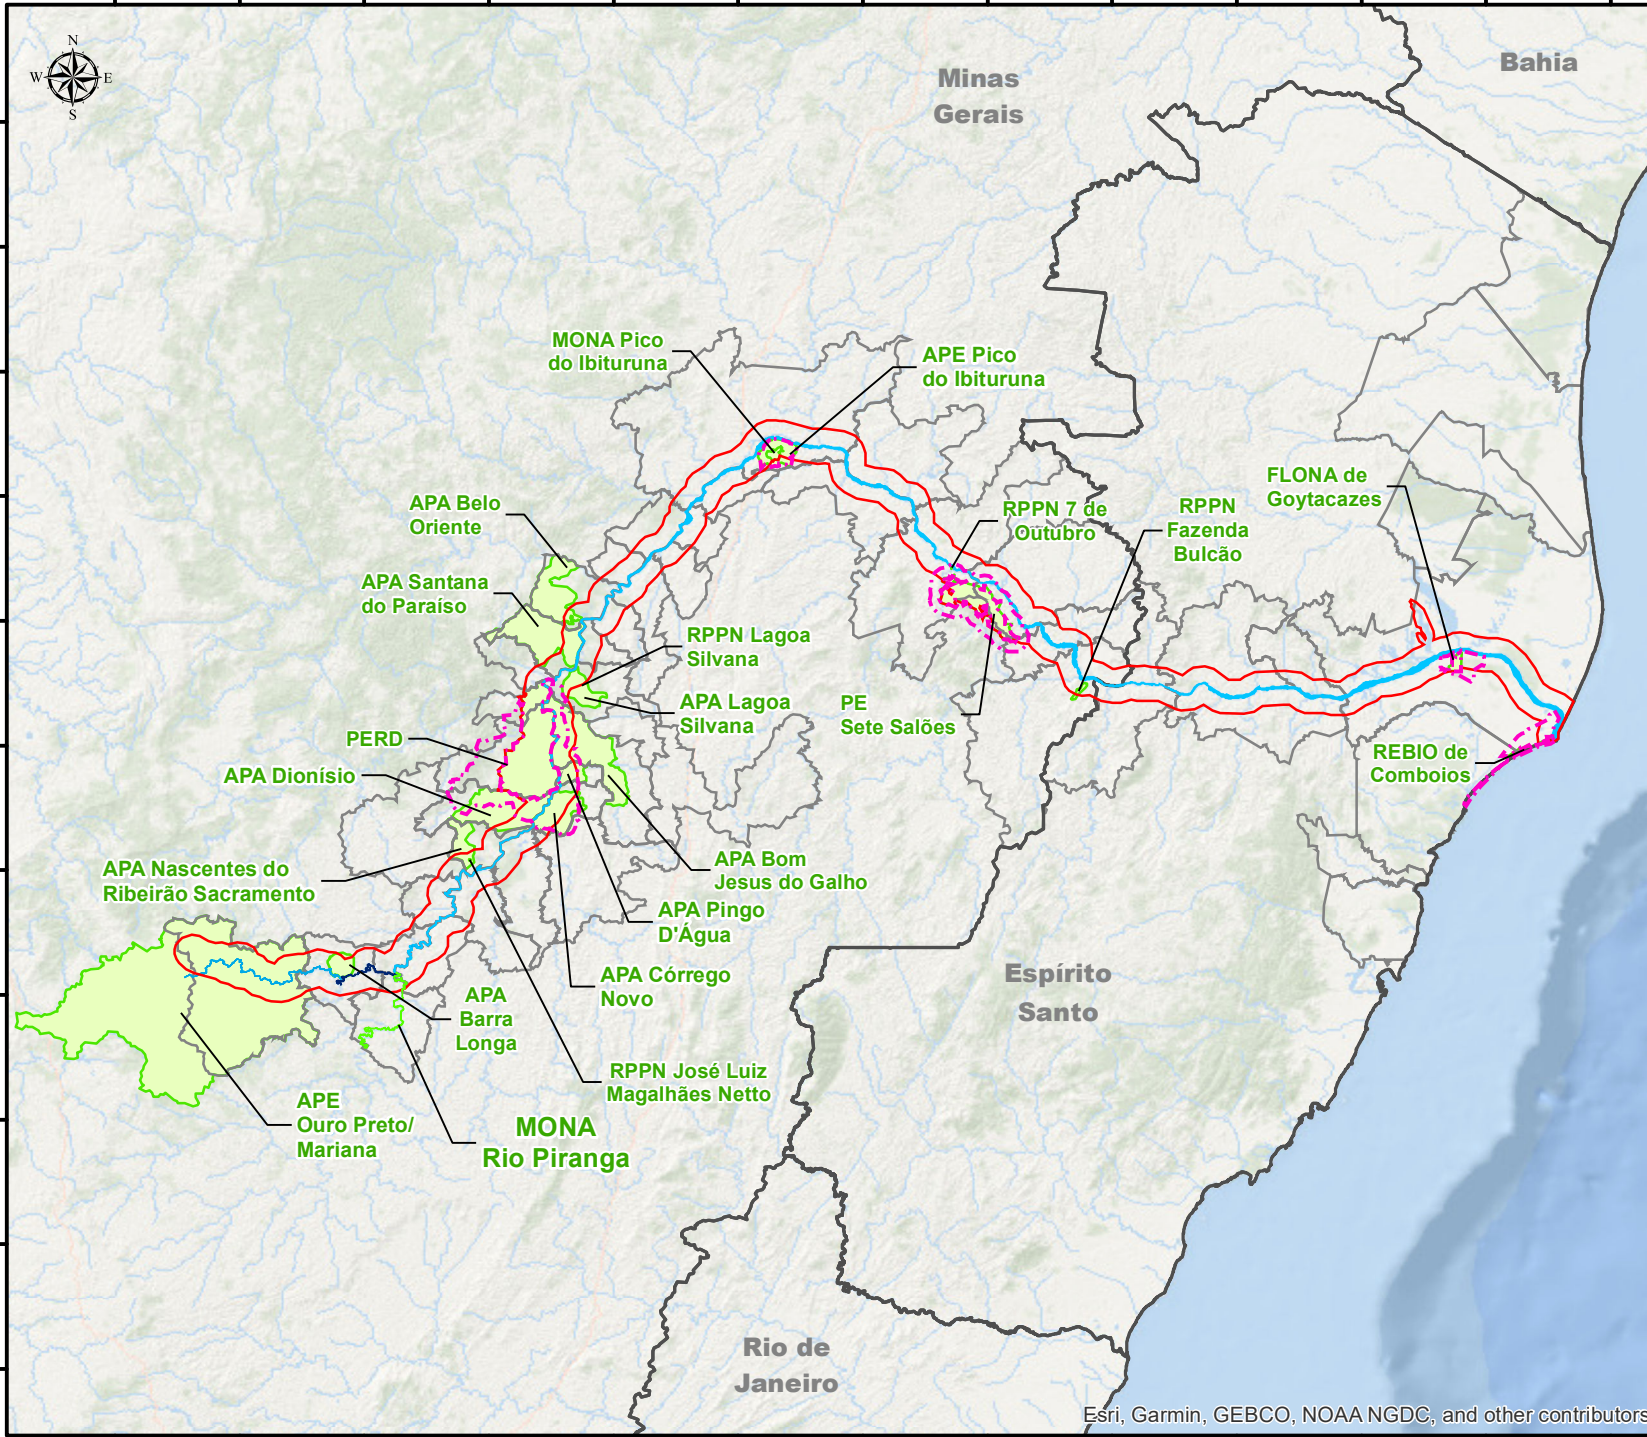 N
W
E
S
Minas
Gerais
Bahia
MONA Pico
do Ibituruna
APE Pico
do Ibituruna
APA Belo
Oriente
RPPN 7 de
Outubro
RPPN
Fazenda
Bulcão
FLONA de
Goytacazes
APA Santana
do Paraíso
RPPN Lagoa
Silvana
APA Lagoa
Silvana
PE
Sete Salões
PERD
APA Dionísio
REBIO de
Comboios
APA Nascentes do
Ribeirão Sacramento
APA Bom
Jesus do Galho
APA Pingo
D'Água
APA Córrego
Novo
APA
Barra
Longa
Espírito
Santo
RPPN José Luiz
Magalhães Netto
APE
Ouro Preto/
Mariana
MONA
Rio Piranga
Rio de
Janeiro
Esri, Garmin, GEBCO, NOAA NGDC, and other contributors